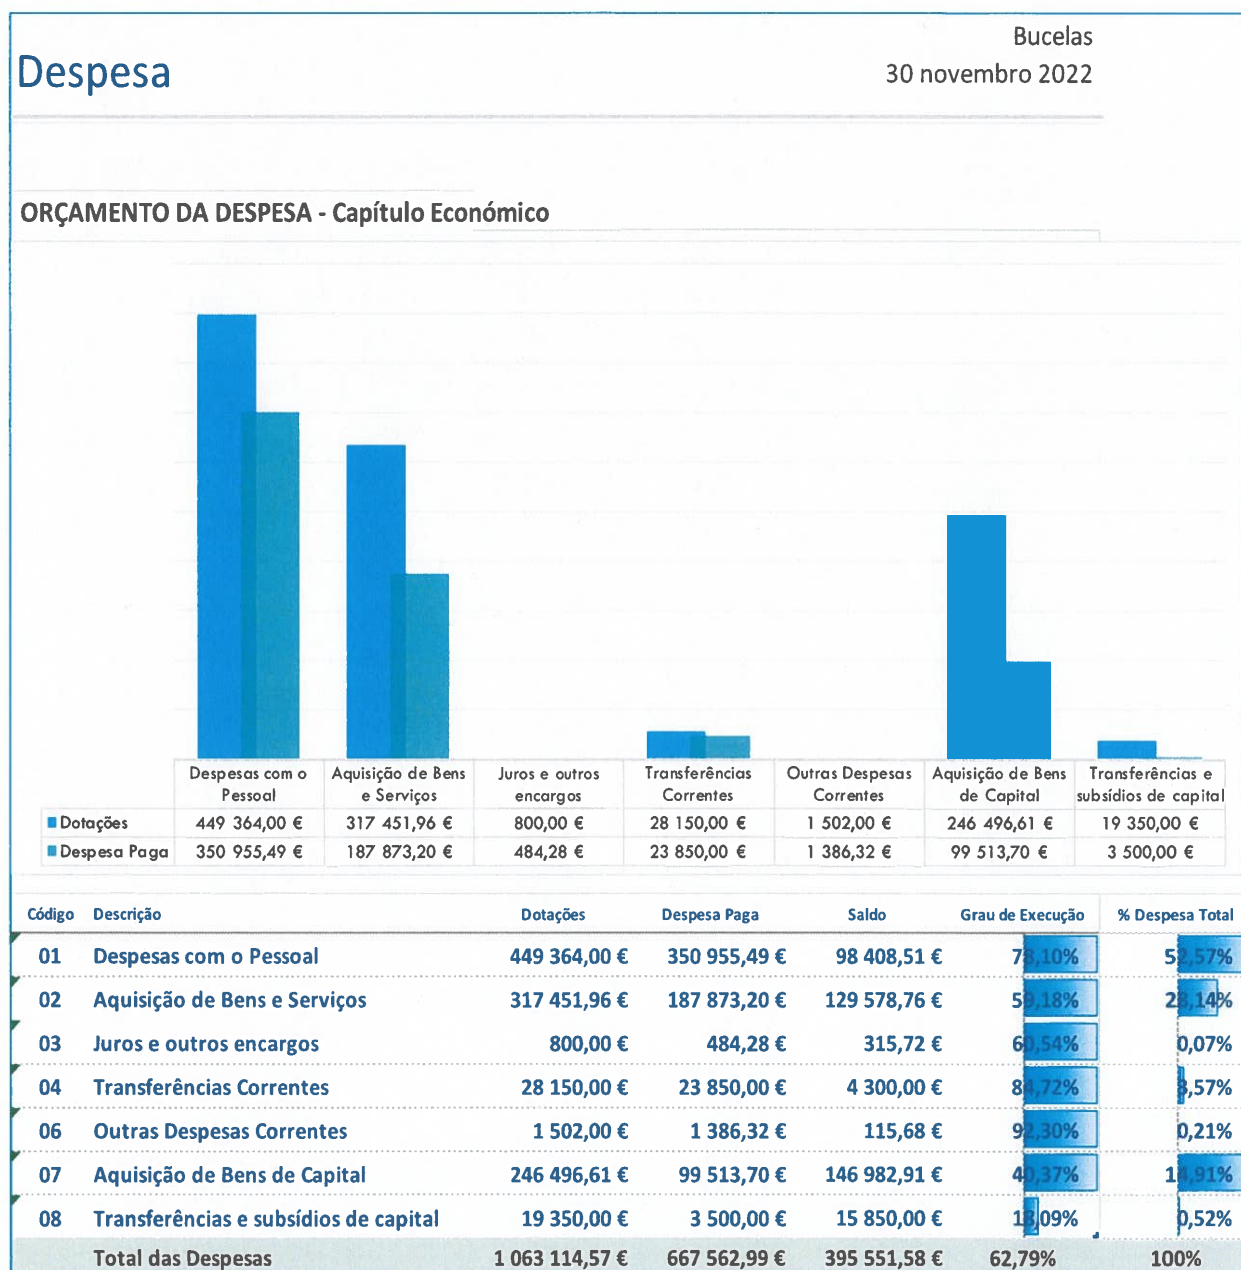 Bucelas
Despesa
30 novembro 2022
ORÇAMENTO DA DESPESA - Capítulo Económico
Despesas com o Pessoal Aquisição de Bens e Serviços Juros e outros encargos Transferências Correntes Outras Despesas Correntes Aquisição de Bens de Capital Transferências e subsídios de capital
Dotações 449 364,00 € 317 451,96 € 800,00 € 28 150,00 € 1 502,00 € 246 496,61 € 19 350,00 €
Despesa Paga 350 955,49 € 187 873,20 € 484,28 € 23 850,00 € 1 386,32 € 99 513,70 € 3 500,00 €
Código Descrição Dotações Despesa Paga Saldo Grau de Execução % Despesa Total
01 Despesas com o Pessoal 449 364,00 € 350 955,49 € 98 408,51 € 78,10% 52,57%
02 Aquisição de Bens e Serviços 317 451,96 € 187 873,20 € 129 578,76 € 59,18% 28,14%
03 Juros e outros encargos 800,00 € 484,28 € 315,72 € 60,54% 0,07%
04 Transferências Correntes 28 150,00 € 23 850,00 € 4 300,00 € 84,72% 3,57%
06 Outras Despesas Correntes 1 502,00 € 1 386,32 € 115,68 € 92,30% 0,21%
07 Aquisição de Bens de Capital 246 496,61 € 99 513,70 € 146 982,91 € 40,37% 14,91%
08 Transferências e subsídios de capital 19 350,00 € 3 500,00 € 15 850,00 € 18,09% 0,52%
Total das Despesas 1 063 114,57 € 667 562,99 € 395 551,58 € 62,79% 100%